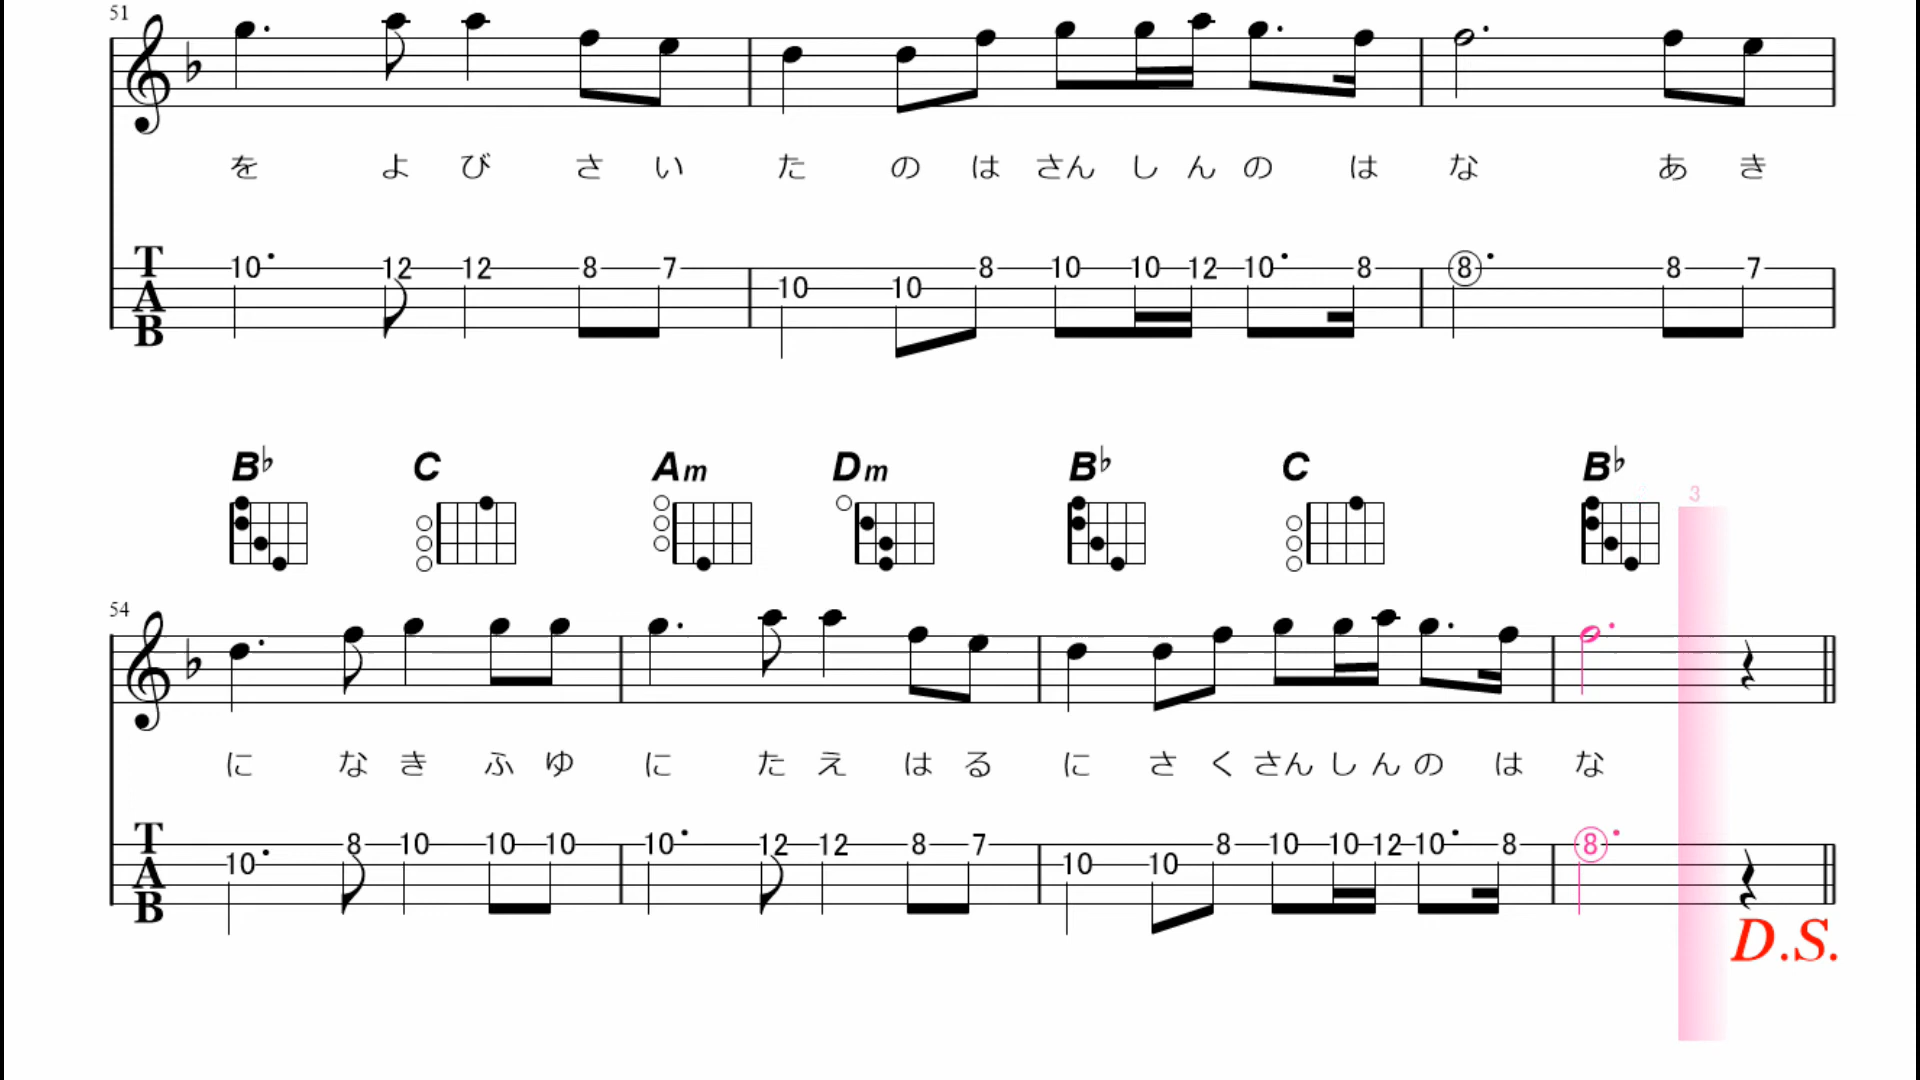 51
を よ び さ い た の は さん し ん の は な あ き
T A B 10 12 12 8 7 10 10 8 10 10 12 10 8 8 8 7
B♭ C Am Dm B♭ C B♭
3
54
に な き ふ ゆ に た え は る に さ く さん し ん の は な
T A B 10 8 10 10 10 10 12 12 8 7 10 10 8 10 10 12 10 8 8
D.S.